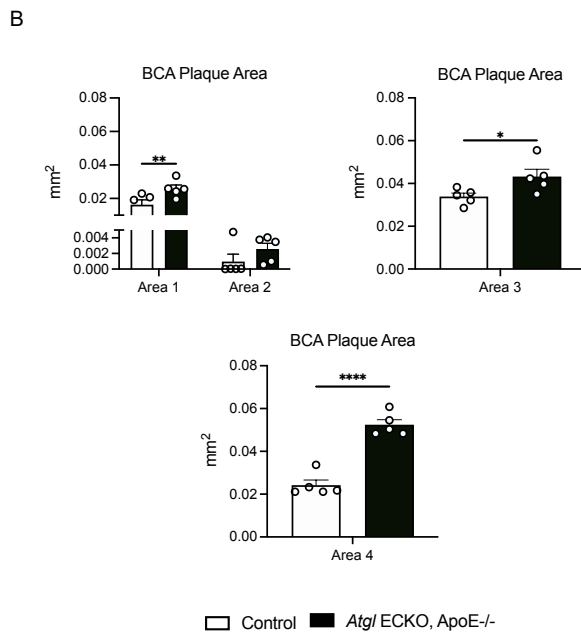 B
BCA Plaque Area
0.08
0.06
0.04
0.02
0.004
0.002
0.000
mm²
**
Area 1
Area 2
BCA Plaque Area
0.08
0.06
0.04
0.02
0.00
mm²
*
Area 3
BCA Plaque Area
0.08
0.06
0.04
0.02
0.00
mm²
****
Area 4
Control
Atgl ECKO, ApoE-/-